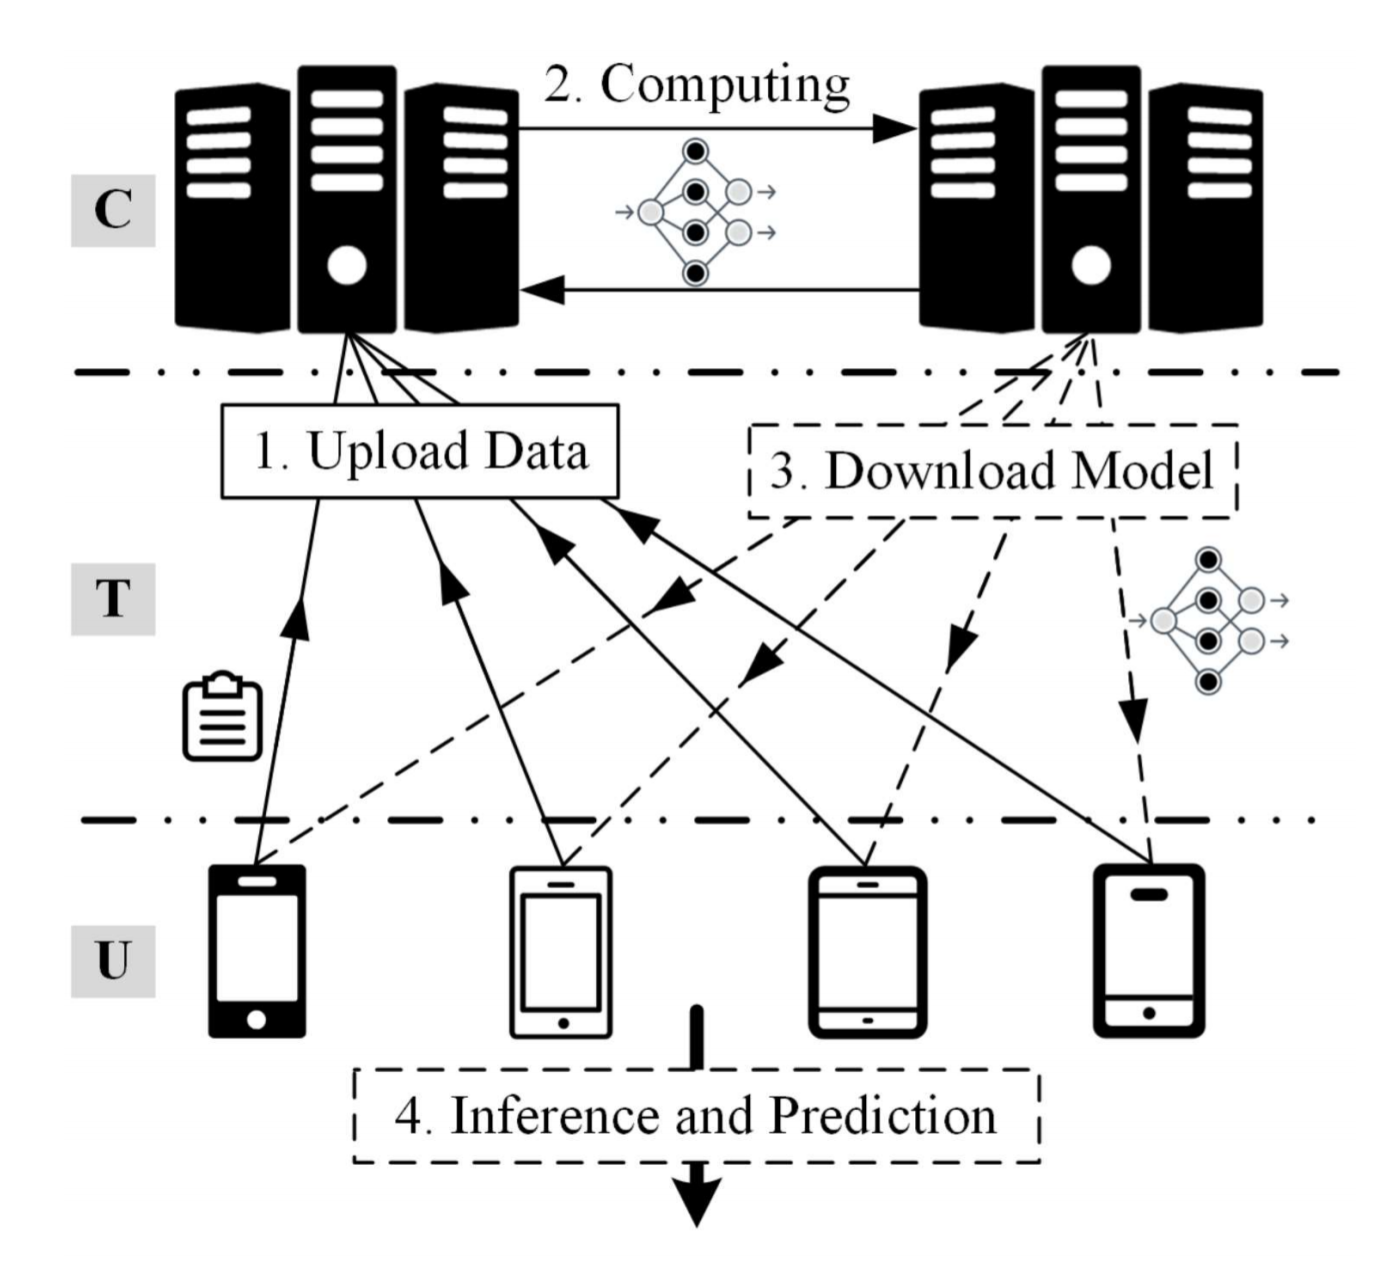 2. Computing
C
1. Upload Data
3. Download Model
T
U
4. Inference and Prediction